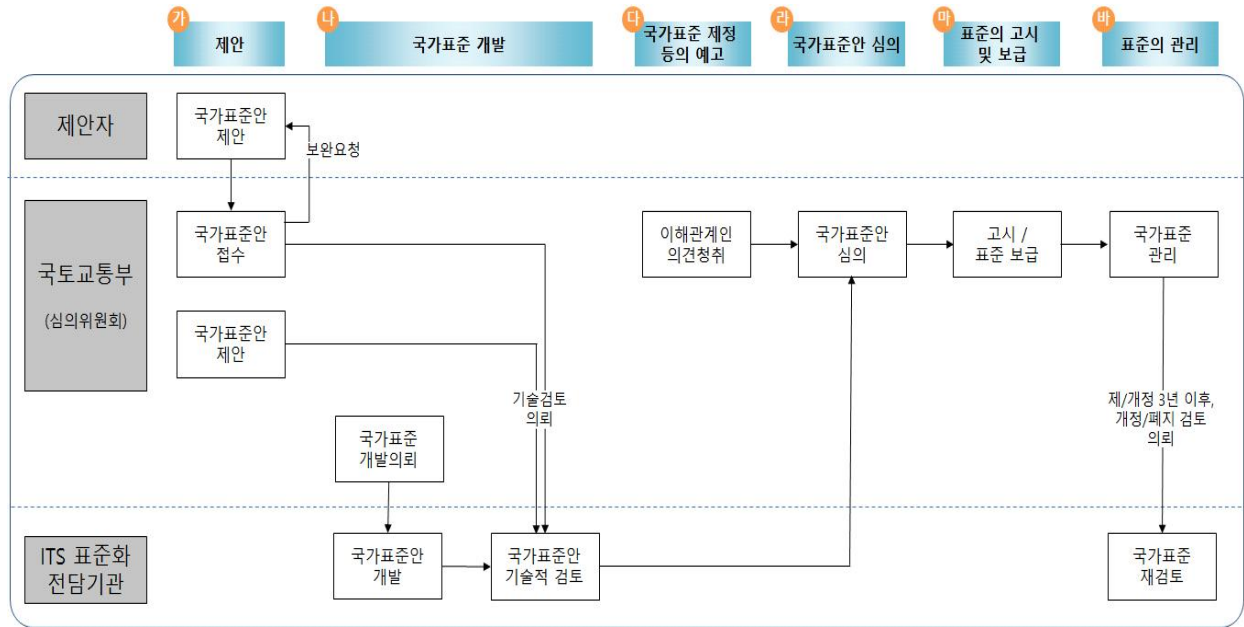 가
제안
나
국가표준 개발
다
국가표준 제정
등의 예고
라
국가표준안 심의
마
표준의 고시
및 보급
바
표준의 관리
제안자
국가표준안
제안
보완요청
국토교통부
(심의위원회)
국가표준안
접수
이해관계인
의견청취
국가표준안
심의
고시 /
표준 보급
국가표준
관리
국가표준안
제안
기술검토
의뢰
제/개정 3년 이후,
개정/폐지 검토
의뢰
국가표준
개발의뢰
ITS 표준화
전담기관
국가표준안
개발
국가표준안
기술적 검토
국가표준
재검토